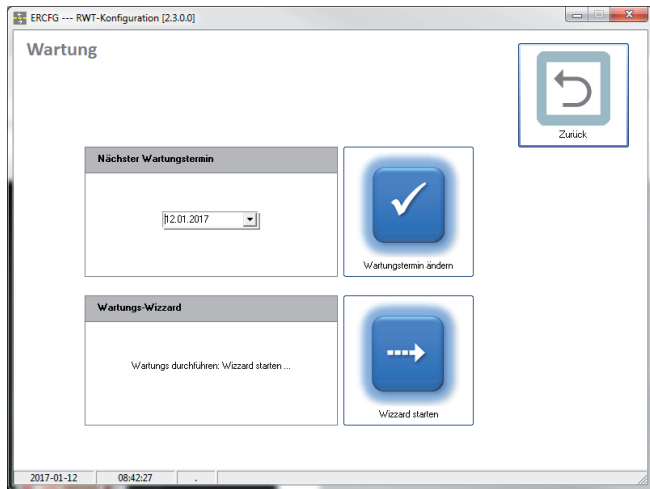 ERCFG --- RWT-Konfiguration [2.3.0.0]
Wartung
Zurück
Nächster Wartungstermin
12.01.2017
Wartungstermin ändern
Wartungs-Wizzard
Wartungs durchführen: Wizzard starten ...
Wizzard starten
2017-01-12 08:42:27 .